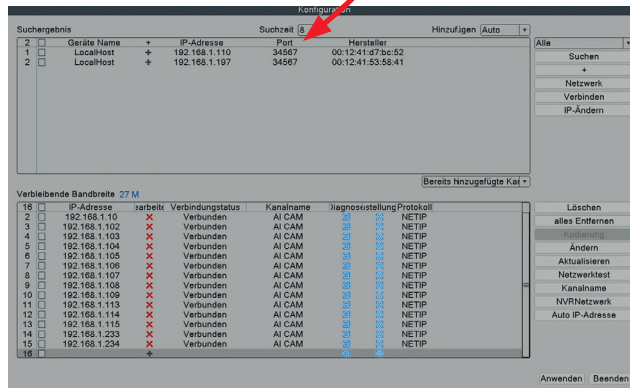 Konfiguration
Suchergebnis Suchzeit 8 Hinzufügen Auto
2 Geräte Name + IP-Adresse Port Hersteller Alle
1 LocalHost + 192.168.1.110 34567 00:12:41:d7:bc:52
2 LocalHost + 192.168.1.197 34567 00:12:41:53:58:41
Suchen
+
Netzwerk
Verbinden
IP-Ändern
Bereits hinzugefügte Kar
Verbleibende Bandbreite 27 M
16 IP-Adresse earbeite Verbindungstatus Kanalname Diagnose istellung Protokoll
2 192.168.1.10 Verbunden AI CAM NETIP
3 192.168.1.102 Verbunden AI CAM NETIP
4 192.168.1.103 Verbunden AI CAM NETIP
5 192.168.1.104 Verbunden AI CAM NETIP
6 192.168.1.105 Verbunden AI CAM NETIP
7 192.168.1.106 Verbunden AI CAM NETIP
8 192.168.1.107 Verbunden AI CAM NETIP
9 192.168.1.108 Verbunden AI CAM NETIP
10 192.168.1.109 Verbunden AI CAM NETIP
11 192.168.1.113 Verbunden AI CAM NETIP
12 192.168.1.114 Verbunden AI CAM NETIP
13 192.168.1.115 Verbunden AI CAM NETIP
14 192.168.1.233 Verbunden AI CAM NETIP
15 192.168.1.234 Verbunden AI CAM NETIP
16 +
Löschen
alles Entfernen
Kodierung
Ändern
Aktualisieren
Netzwerktest
Kanalname
NVRNetzwerk
Auto IP-Adresse
Anwenden Beenden